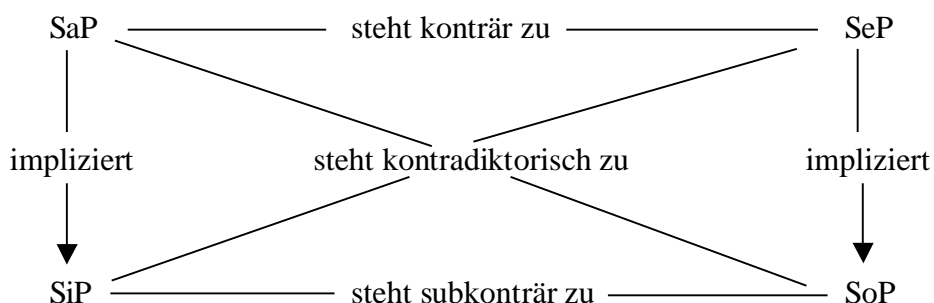 SaP steht konträr zu SeP
impliziert steht kontradiktorisch zu impliziert
SiP steht subkonträr zu SoP